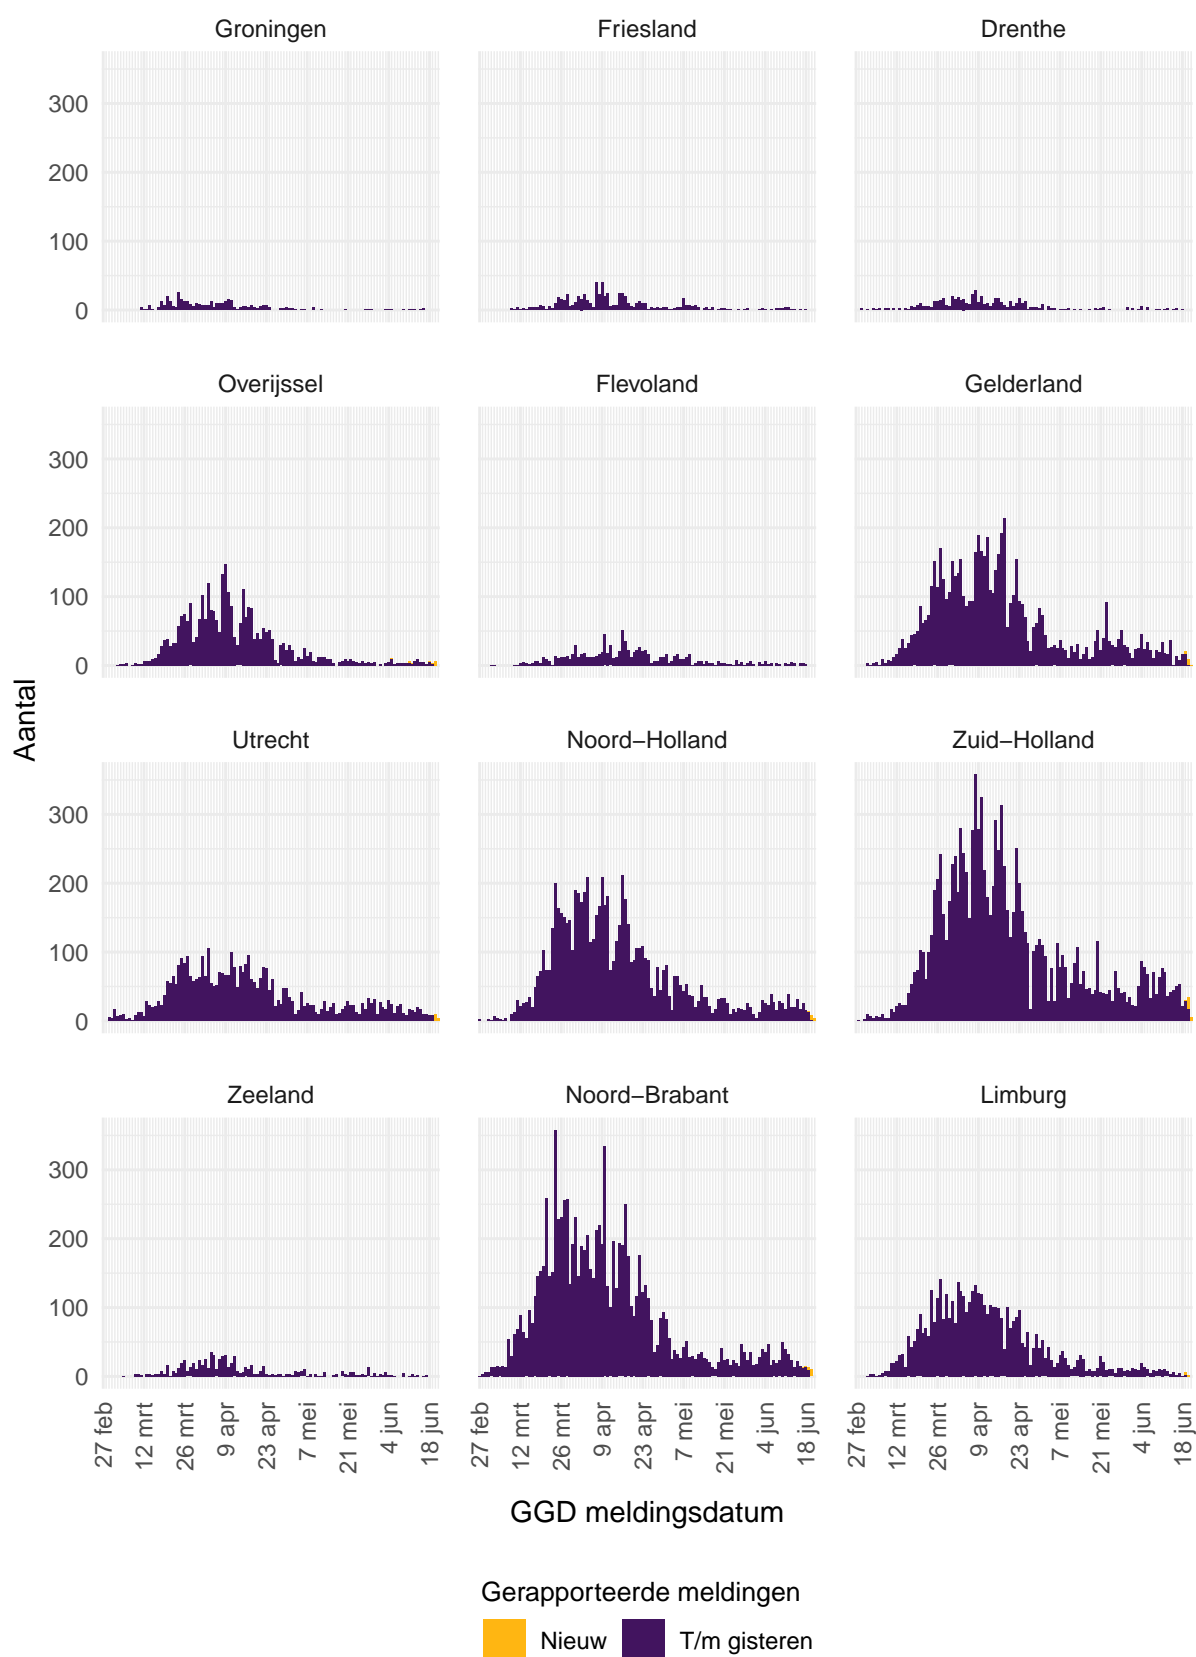 Groningen
Friesland
Drenthe
300
200
100
0
Overijssel
Flevoland
Gelderland
300
200
100
0
Aantal
Utrecht
Noord−Holland
Zuid−Holland
300
200
100
0
Zeeland
Noord−Brabant
Limburg
300
200
100
0
27 feb
12 mrt
26 mrt
9 apr
23 apr
7 mei
21 mei
4 jun
18 jun
27 feb
12 mrt
26 mrt
9 apr
23 apr
7 mei
21 mei
4 jun
18 jun
27 feb
12 mrt
26 mrt
9 apr
23 apr
7 mei
21 mei
4 jun
18 jun
GGD meldingsdatum
Gerapporteerde meldingen
Nieuw
T/m gisteren